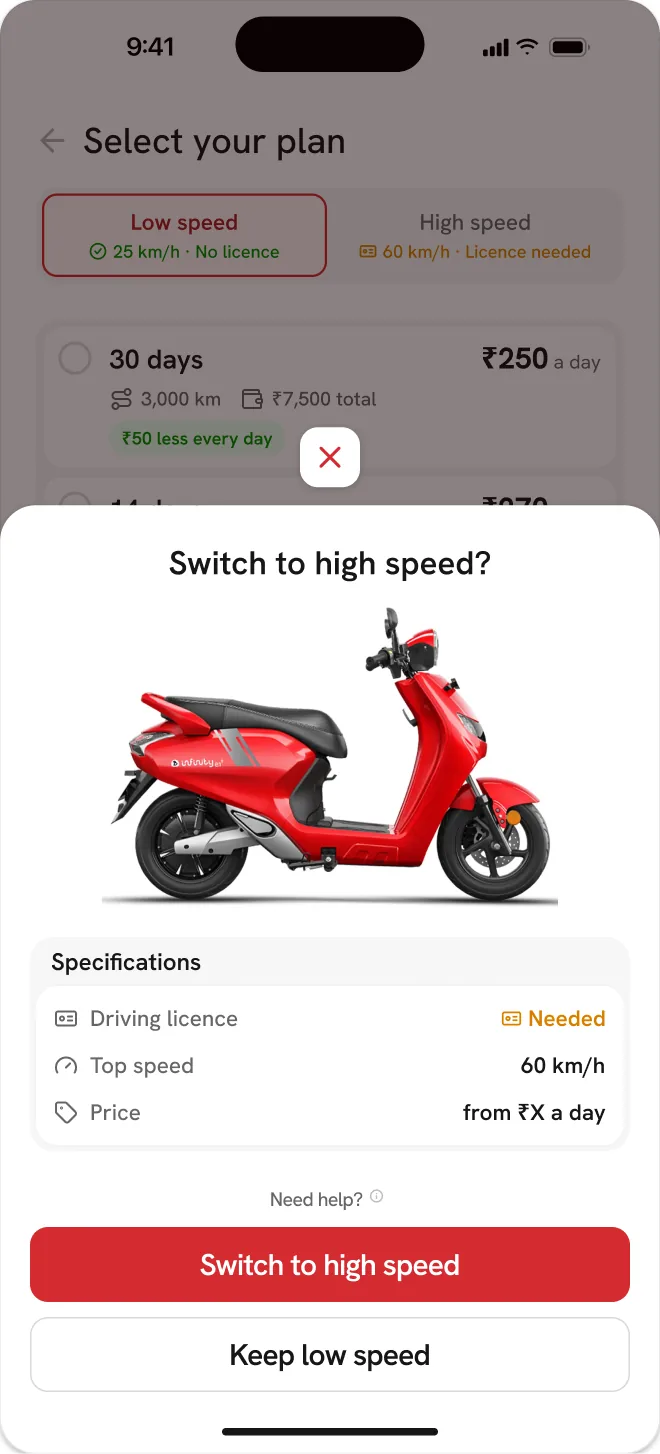 9:41
Select your plan
Low speed
25 km/h · No licence
High speed
60 km/h · Licence needed
30 days
₹250 a day
3,000 km
₹7,500 total
₹50 less every day
Switch to high speed?
infinity
Specifications
Driving licence
Needed
Top speed
60 km/h
Price
from ₹X a day
Need help?
Switch to high speed
Keep low speed